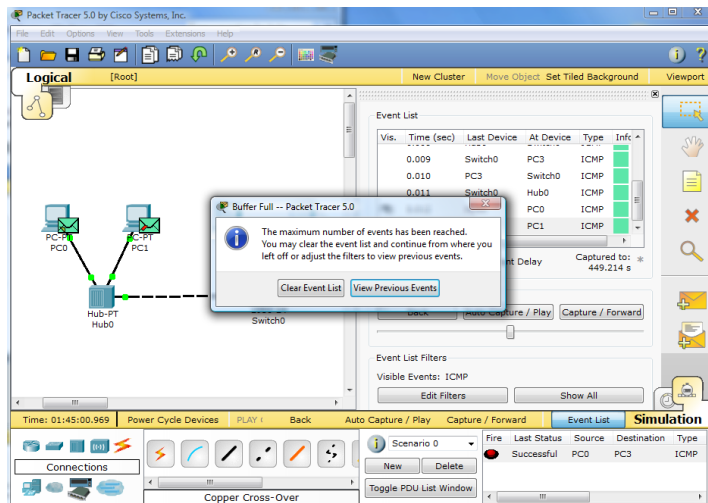 Packet Tracer 5.0 by Cisco Systems, Inc.
File Edit Options View Tools Extensions Help
Logical [Root] New Cluster Move Object Set Tiled Background Viewport
Event List
Vis. Time (sec) Last Device At Device Type Info
0.009 Switch0 PC3 ICMP
0.010 PC3 Switch0 ICMP
0.011 Switch0 Hub0 ICMP
PC0 ICMP
PC1 ICMP
Buffer Full -- Packet Tracer 5.0
The maximum number of events has been reached.
You may clear the event list and continue from where you
left off or adjust the filters to view previous events.
Clear Event List View Previous Events
PC-PT
PC0
PC-PT
PC1
Hub-PT
Hub0
Switch0
nt Delay
Captured to: *
449.214 s
Back Auto Capture / Play Capture / Forward
Event List Filters
Visible Events: ICMP
Edit Filters Show All
Time: 01:45:00.969 Power Cycle Devices PLAY Back Auto Capture / Play Capture / Forward Event List Simulation
Connections
Copper Cross-Over
Scenario 0
New Delete
Toggle PDU List Window
Fire Last Status Source Destination Type
Successful PC0 PC3 ICMP